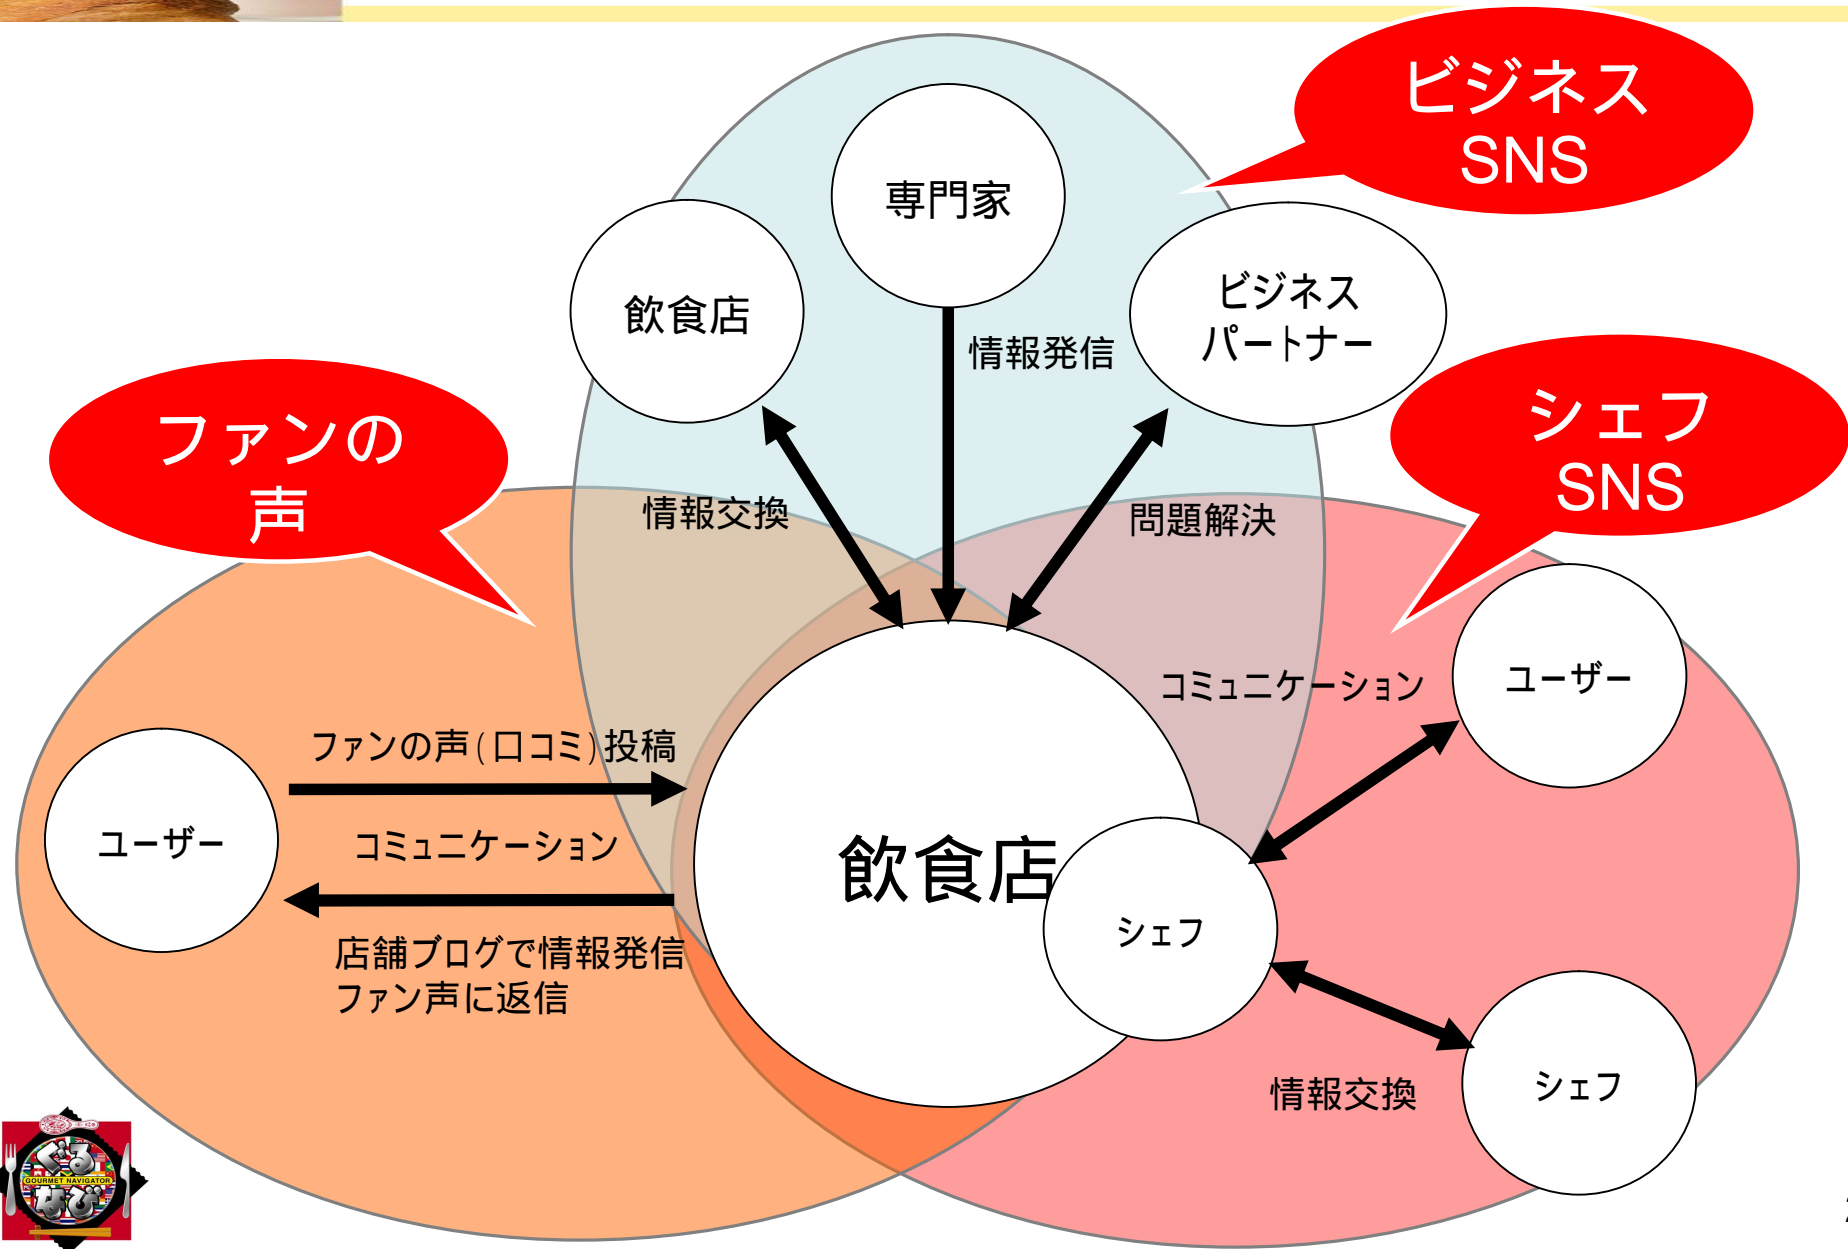 ビジネス
SNS
専門家
飲食店
ビジネス
パートナー
情報発信
ファンの
声
シェフ
SNS
情報交換
問題解決
コミュニケーション
ユーザー
ファンの声(口コミ)投稿
ユーザー
コミュニケーション
飲食店
シェフ
店舗ブログで情報発信
ファン声に返信
情報交換
シェフ
ぐる
GOURMET NAVIGATOR
なび